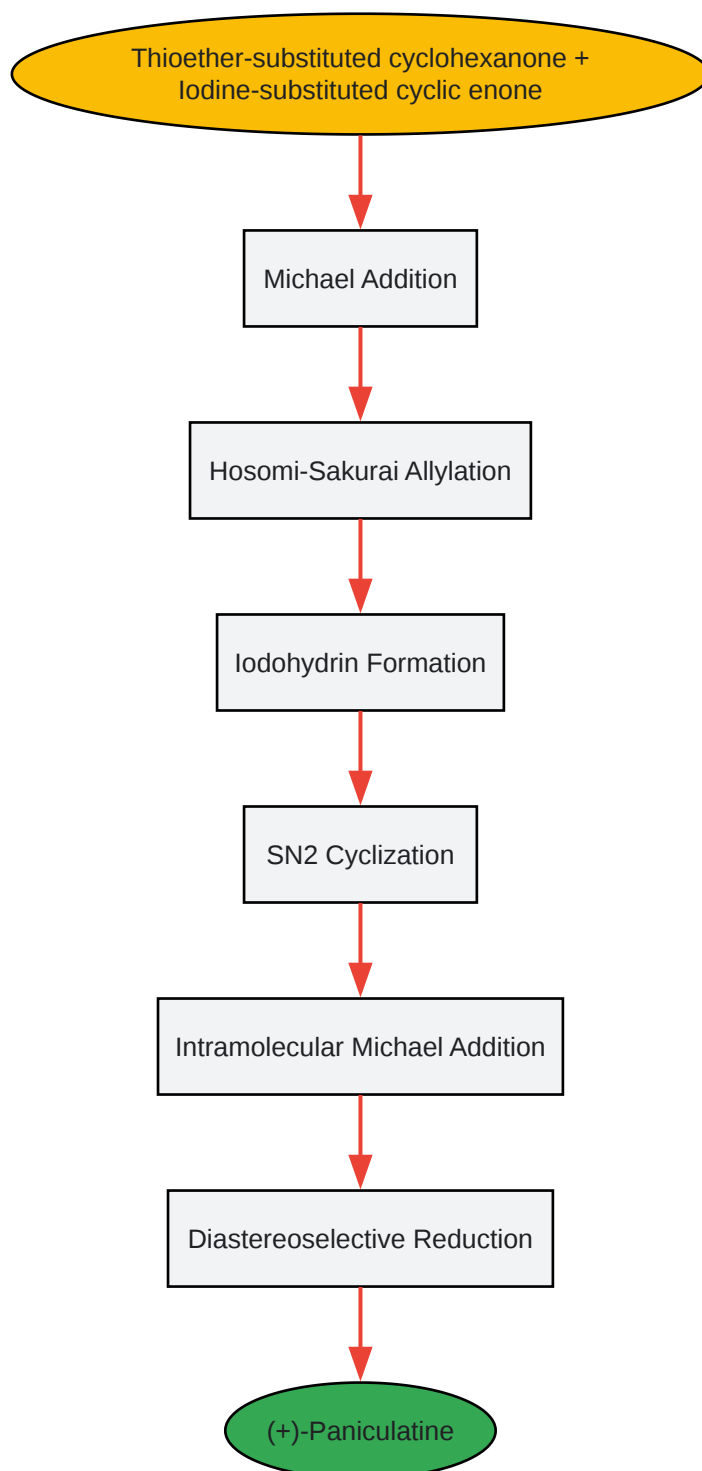 Thioether-substituted cyclohexanone +
Iodine-substituted cyclic enone
Michael Addition
Hosomi-Sakurai Allylation
Iodohydrin Formation
SN2 Cyclization
Intramolecular Michael Addition
Diastereoselective Reduction
(+)-Paniculatine